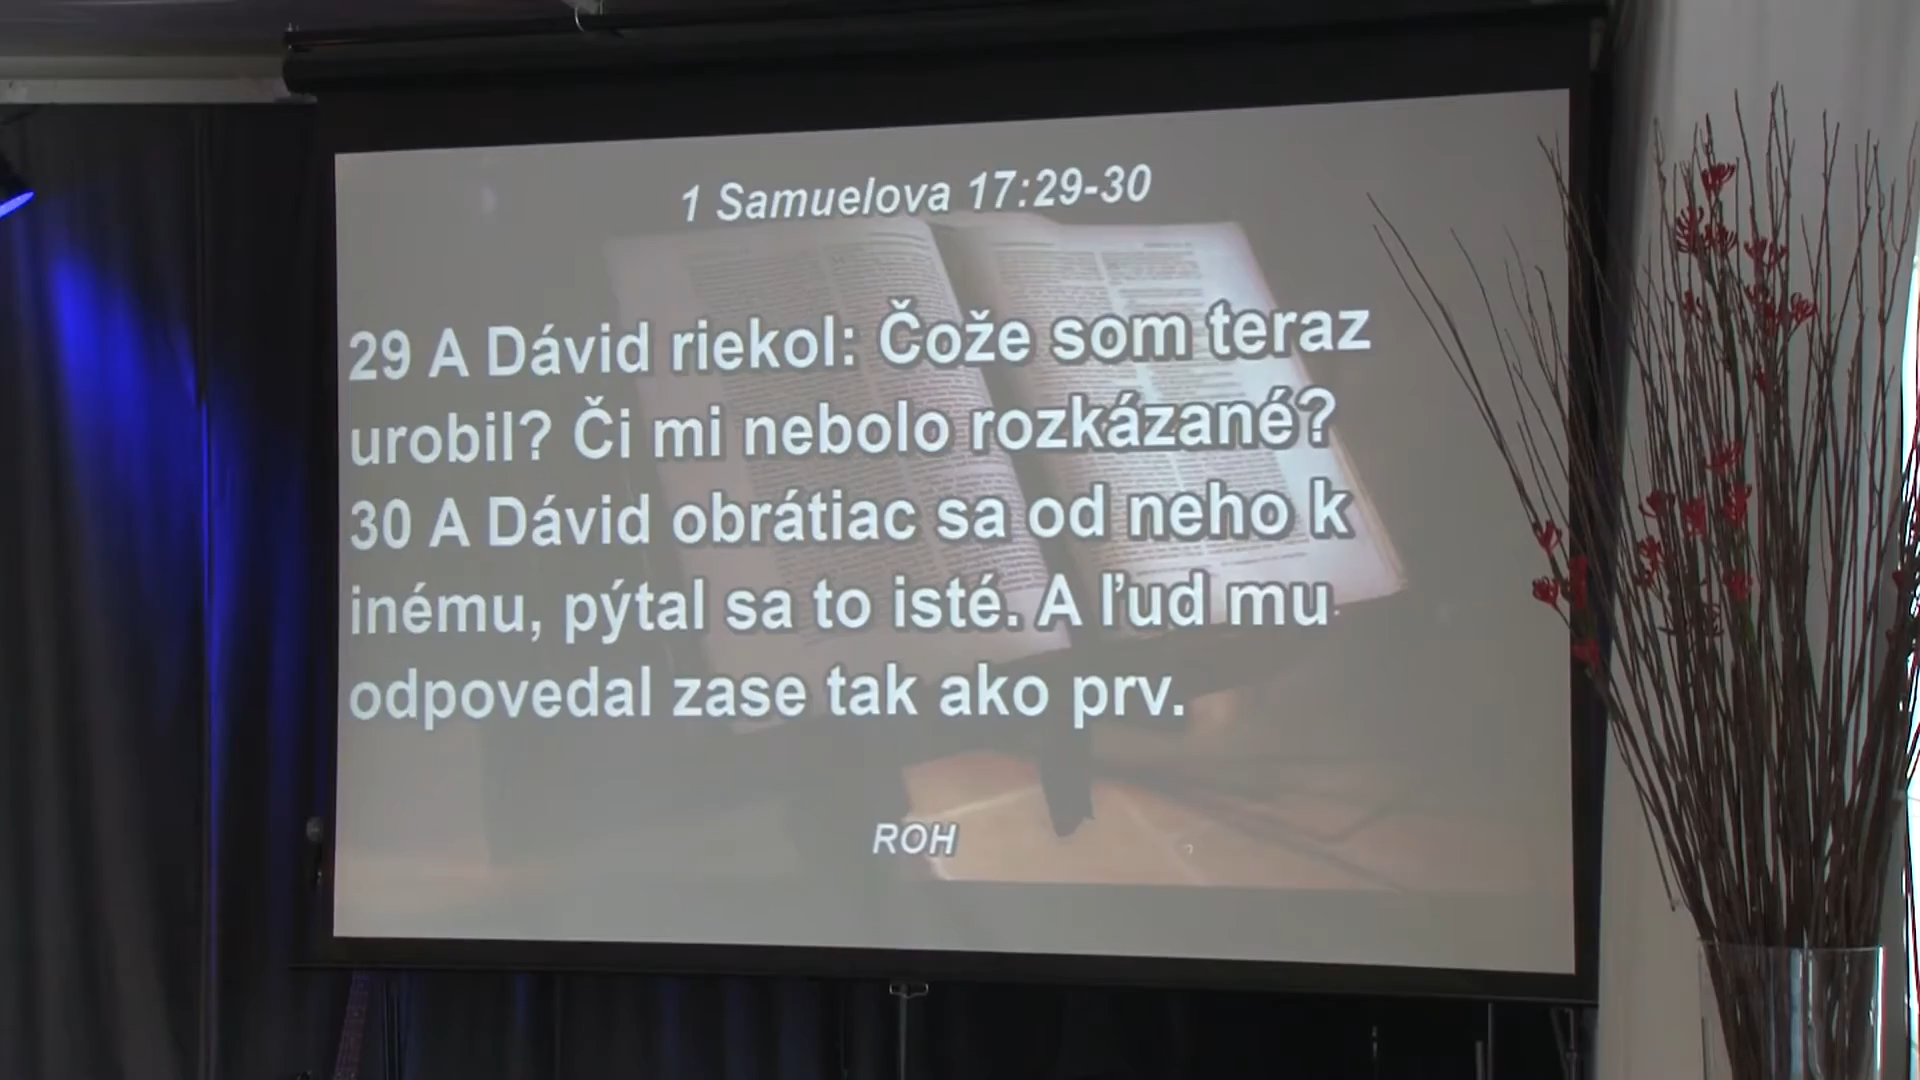 1 Samuelova 17:29-30
29 A Dávid riekol: Čože som teraz
urobil? Či mi nebolo rozkázané?
30 A Dávid obrátiac sa od neho k
inému, pýtal sa to isté. A ľud mu
odpovedal zase tak ako prv.
ROH